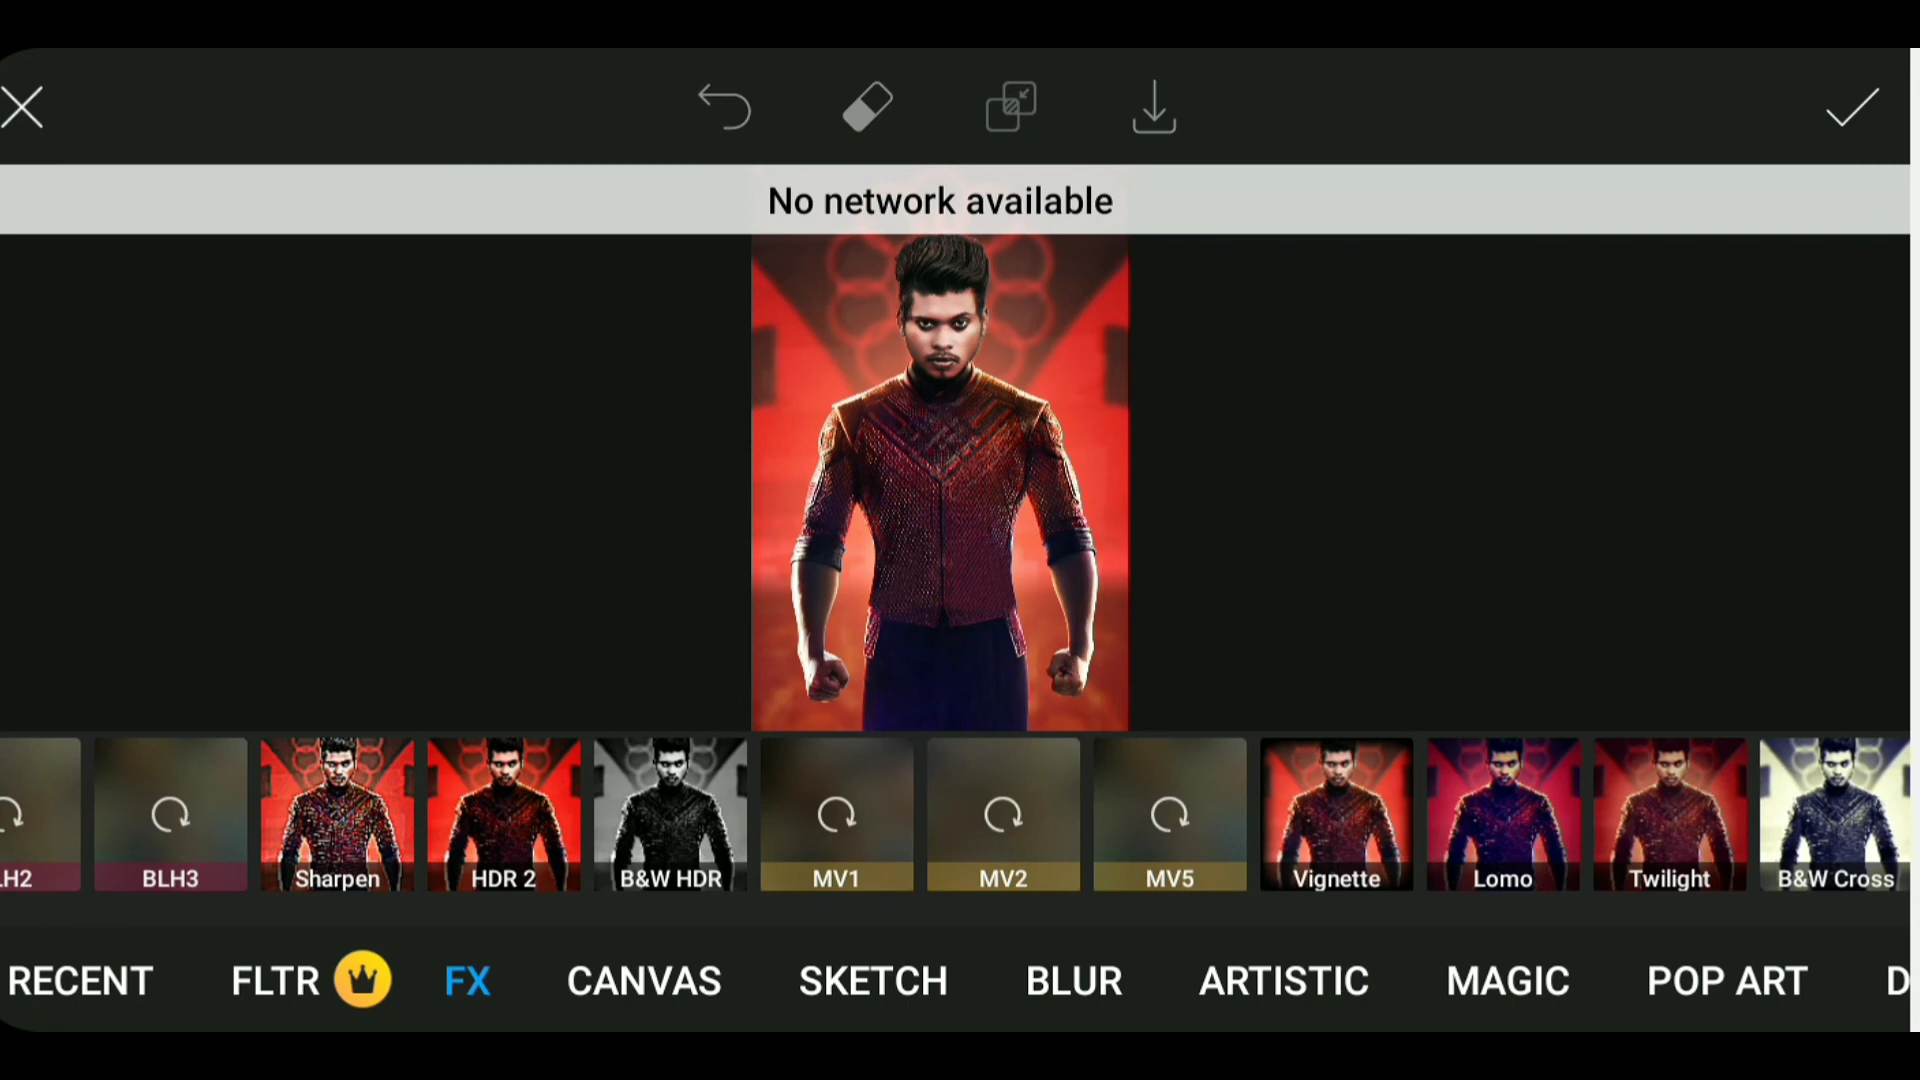 No network available
LH2
BLH3
Sharpen
HDR 2
B&W HDR
MV1
MV2
MV5
Vignette
Lomo
Twilight
B&W Cross
RECENT
FLTR
FX
CANVAS
SKETCH
BLUR
ARTISTIC
MAGIC
POP ART
D